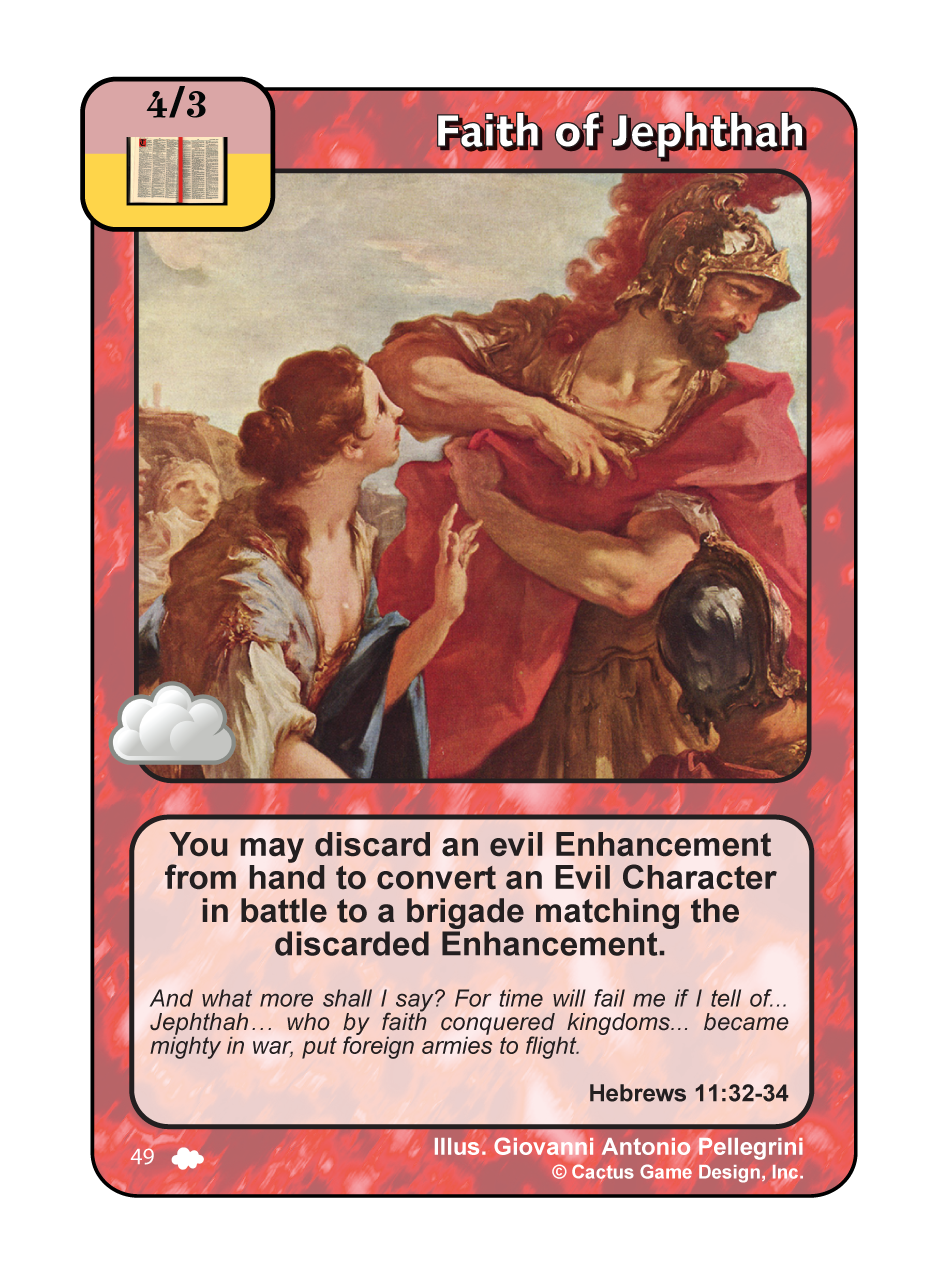 4/3
Faith of Jephthah
You may discard an evil Enhancement
from hand to convert an Evil Character
in battle to a brigade matching the
discarded Enhancement.
And what more shall I say? For time will fail me if I tell of...
Jephthah… who by faith conquered kingdoms... became
mighty in war, put foreign armies to flight.
Hebrews 11:32-34
49
Illus. Giovanni Antonio Pellegrini
© Cactus Game Design, Inc.